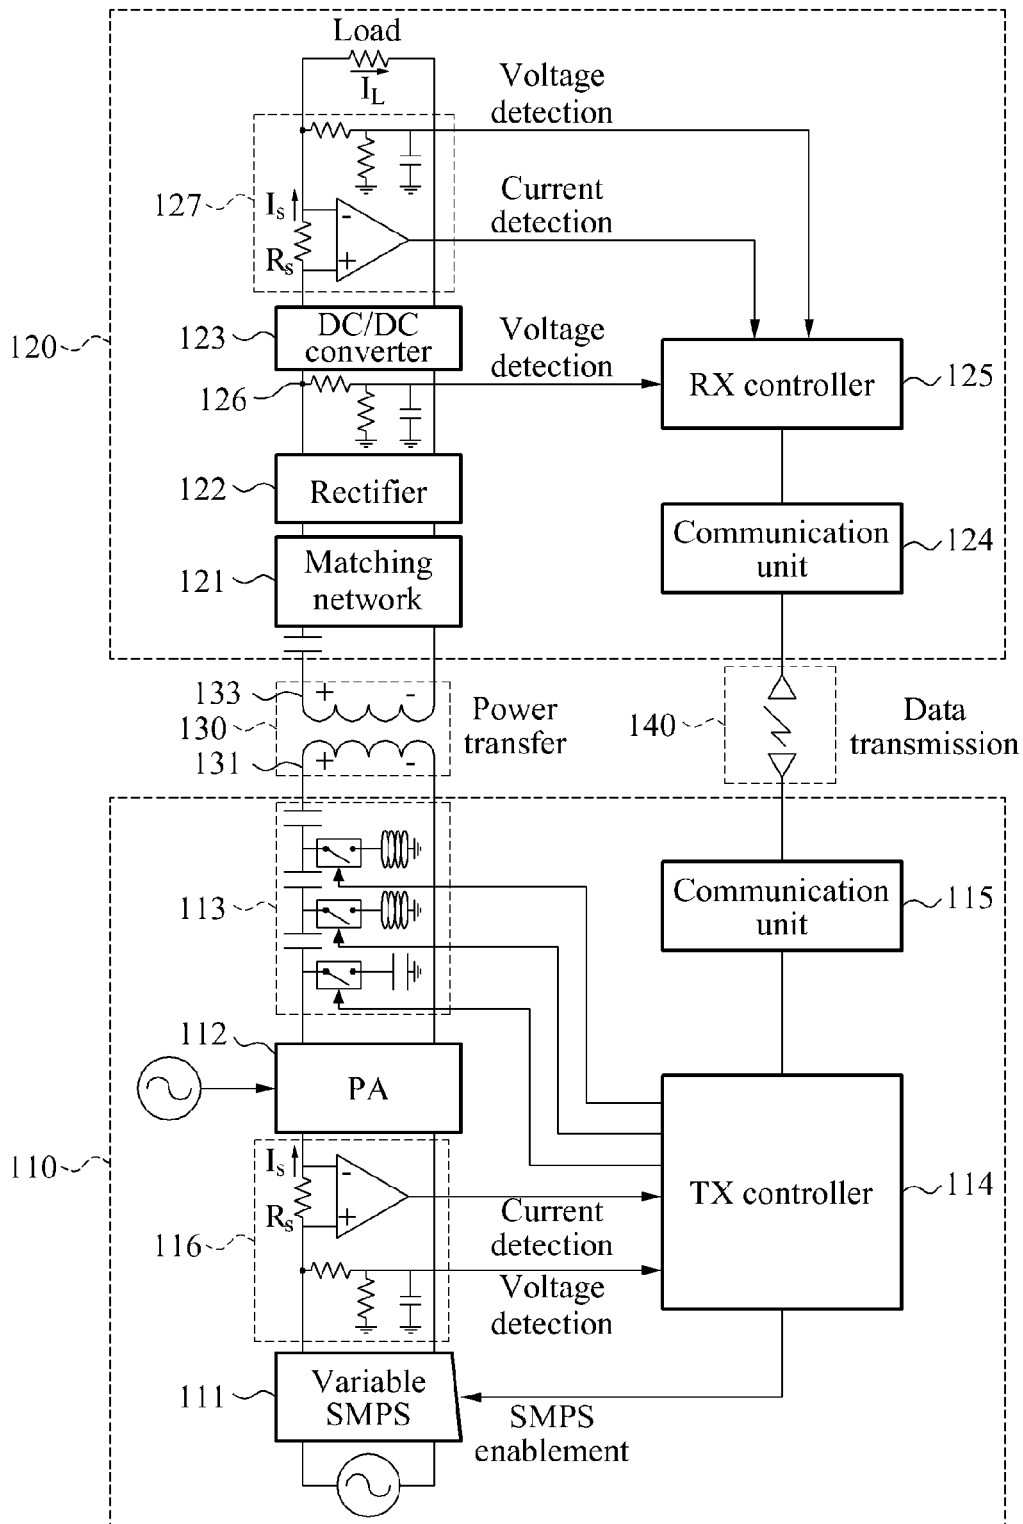 Load
I_L
Voltage
detection
127
I_s
-
Current
detection
R_s
+
120
123
DC/DC
converter
Voltage
detection
126
RX controller
125
122
Rectifier
121
Matching
network
Communication
unit
124
133
+ -
130
Power
transfer
131
+ -
140
Data
transmission
113
Communication
unit
115
112
PA
110
I_s
-
R_s
+
TX controller
114
Current
detection
116
Voltage
detection
111
Variable
SMPS
SMPS
enablement